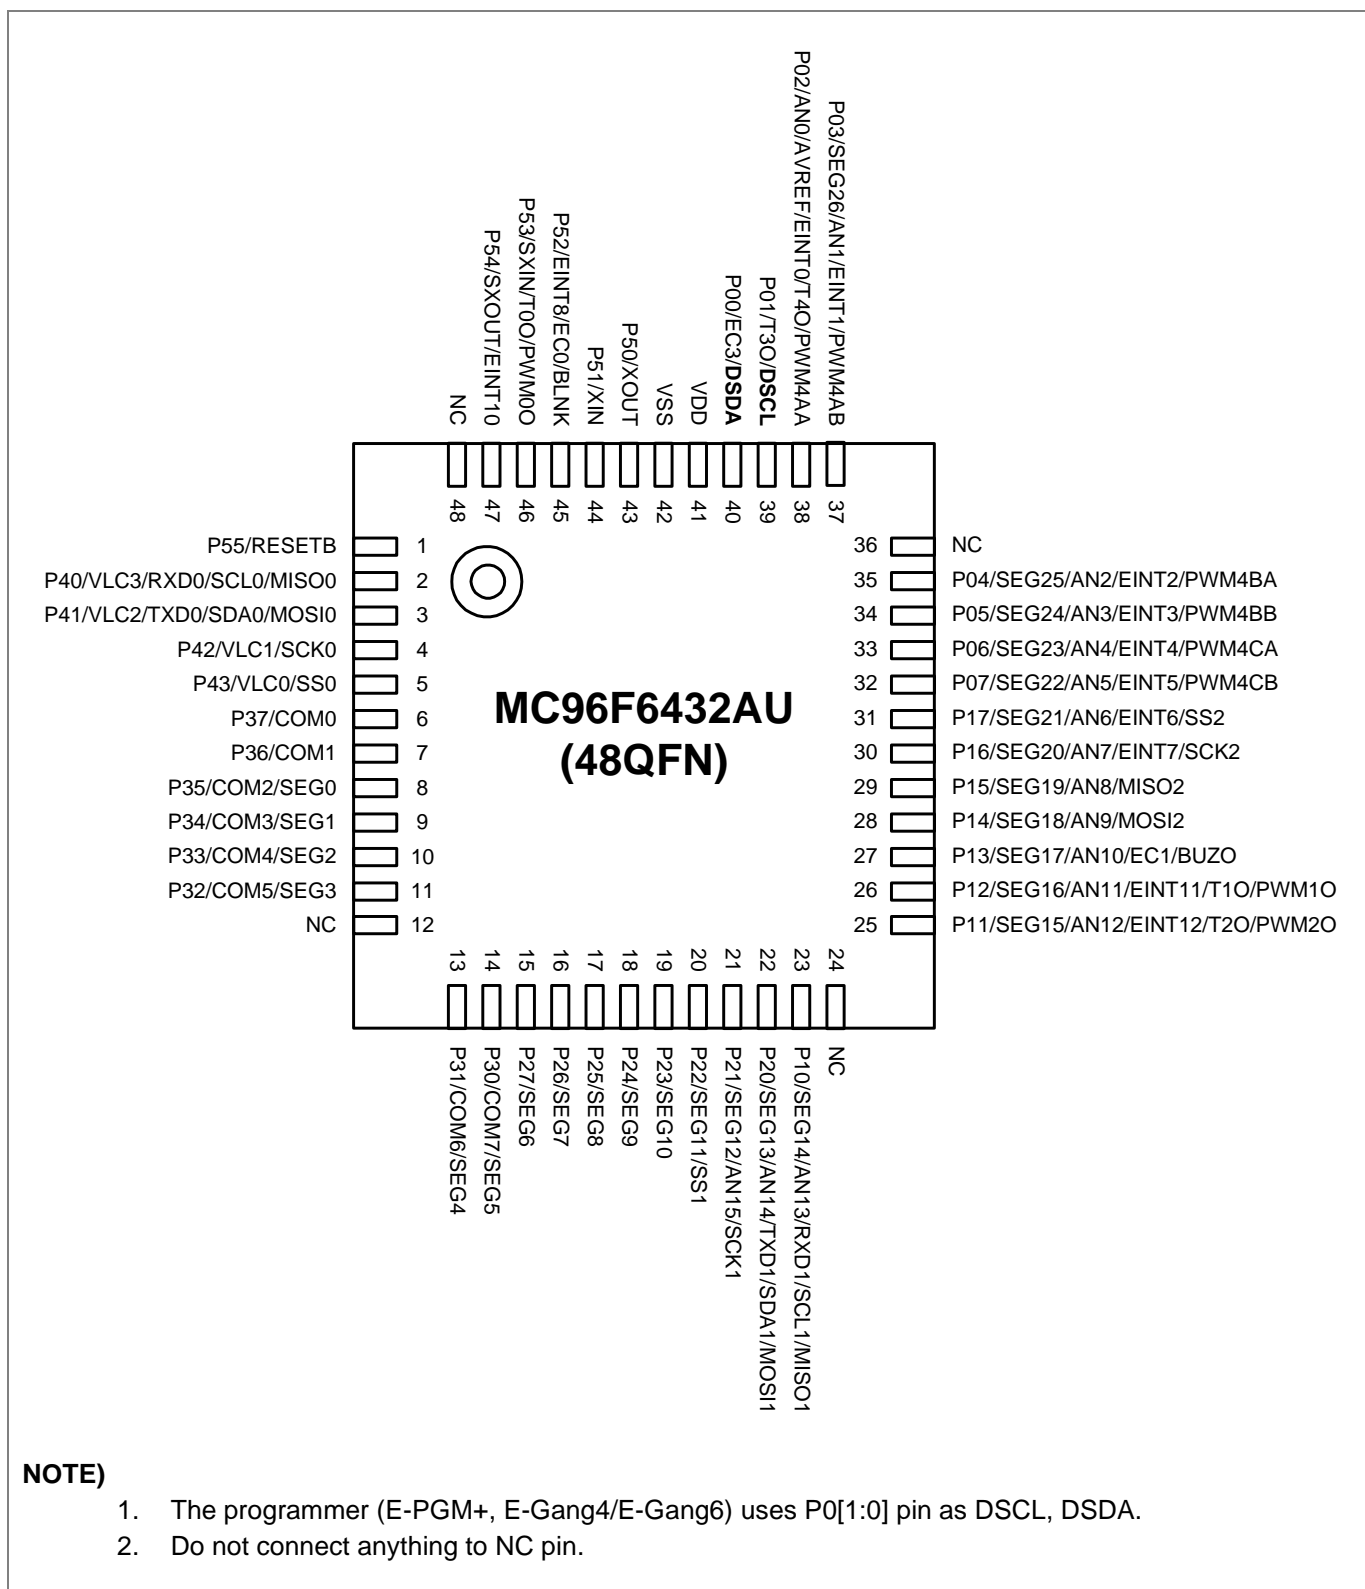 NC
P54/SXOUT/EINT10
P53/SXIN/T0O/PWM0O
P52/EINT8/EC0/BLNK
P51/XIN
P50/XOUT
VSS
VDD
P00/EC3/DSDA
P01/T3O/DSCL
P02/AN0/AVREF/EINT0/T4O/PWM4AA
P03/SEG26/AN1/EINT1/PWM4AB
48
47
46
45
44
43
42
41
40
39
38
37
P55/RESETB 1
P40/VLC3/RXD0/SCL0/MISO0 2
P41/VLC2/TXD0/SDA0/MOSI0 3
P42/VLC1/SCK0 4
P43/VLC0/SS0 5
P37/COM0 6
P36/COM1 7
P35/COM2/SEG0 8
P34/COM3/SEG1 9
P33/COM4/SEG2 10
P32/COM5/SEG3 11
NC 12
MC96F6432AU
(48QFN)
36 NC
35 P04/SEG25/AN2/EINT2/PWM4BA
34 P05/SEG24/AN3/EINT3/PWM4BB
33 P06/SEG23/AN4/EINT4/PWM4CA
32 P07/SEG22/AN5/EINT5/PWM4CB
31 P17/SEG21/AN6/EINT6/SS2
30 P16/SEG20/AN7/EINT7/SCK2
29 P15/SEG19/AN8/MISO2
28 P14/SEG18/AN9/MOSI2
27 P13/SEG17/AN10/EC1/BUZO
26 P12/SEG16/AN11/EINT11/T1O/PWM1O
25 P11/SEG15/AN12/EINT12/T2O/PWM2O
13
14
15
16
17
18
19
20
21
22
23
24
P31/COM6/SEG4
P30/COM7/SEG5
P27/SEG6
P26/SEG7
P25/SEG8
P24/SEG9
P23/SEG10
P22/SEG11/SS1
P21/SEG12/AN15/SCK1
P20/SEG13/AN14/TXD1/SDA1/MOSI1
P10/SEG14/AN13/RXD1/SCL1/MISO1
NC
NOTE)
1. The programmer (E-PGM+, E-Gang4/E-Gang6) uses P0[1:0] pin as DSCL, DSDA.
2. Do not connect anything to NC pin.